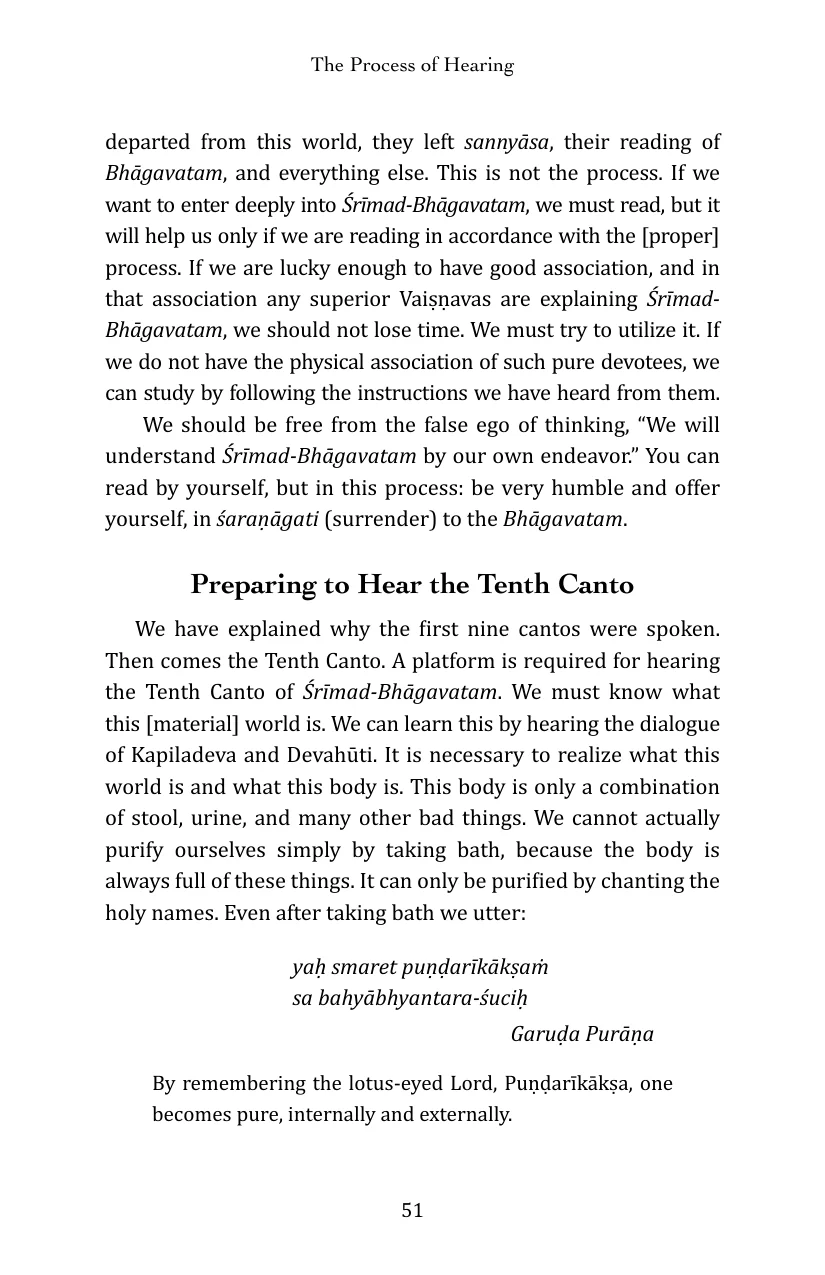 The Process of Hearing
departed from this world, they left sannyāsa, their reading of
Bhāgavatam, and everything else. This is not the process. If we
want to enter deeply into Śrīmad-Bhāgavatam, we must read, but it
will help us only if we are reading in accordance with the [proper]
process. If we are lucky enough to have good association, and in
that association any superior Vaiṣṇavas are explaining Śrīmad-
Bhāgavatam, we should not lose time. We must try to utilize it. If
we do not have the physical association of such pure devotees, we
can study by following the instructions we have heard from them.
We should be free from the false ego of thinking, “We will
understand Śrīmad-Bhāgavatam by our own endeavor.” You can
read by yourself, but in this process: be very humble and offer
yourself, in śaraṇāgati (surrender) to the Bhāgavatam.
Preparing to Hear the Tenth Canto
We have explained why the first nine cantos were spoken.
Then comes the Tenth Canto. A platform is required for hearing
the Tenth Canto of Śrīmad-Bhāgavatam. We must know what
this [material] world is. We can learn this by hearing the dialogue
of Kapiladeva and Devahūti. It is necessary to realize what this
world is and what this body is. This body is only a combination
of stool, urine, and many other bad things. We cannot actually
purify ourselves simply by taking bath, because the body is
always full of these things. It can only be purified by chanting the
holy names. Even after taking bath we utter:
yaḥ smaret puṇḍarīkākṣaṁ
sa bahyābhyantara-śuciḥ
Garuḍa Purāṇa
By remembering the lotus-eyed Lord, Puṇḍarīkākṣa, one
becomes pure, internally and externally.
51